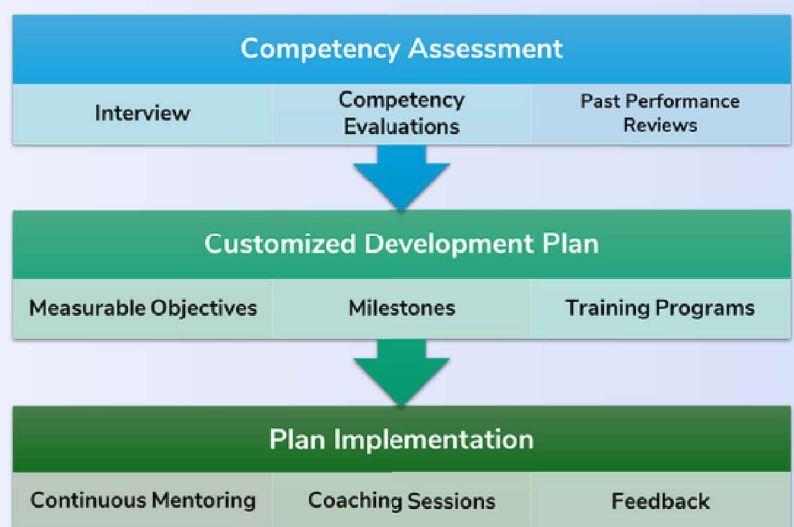 Competency Assessment
Interview
Competency
Evaluations
Past Performance
Reviews
Customized Development Plan
Measurable Objectives
Milestones
Training Programs
Plan Implementation
Continuous Mentoring
Coaching Sessions
Feedback